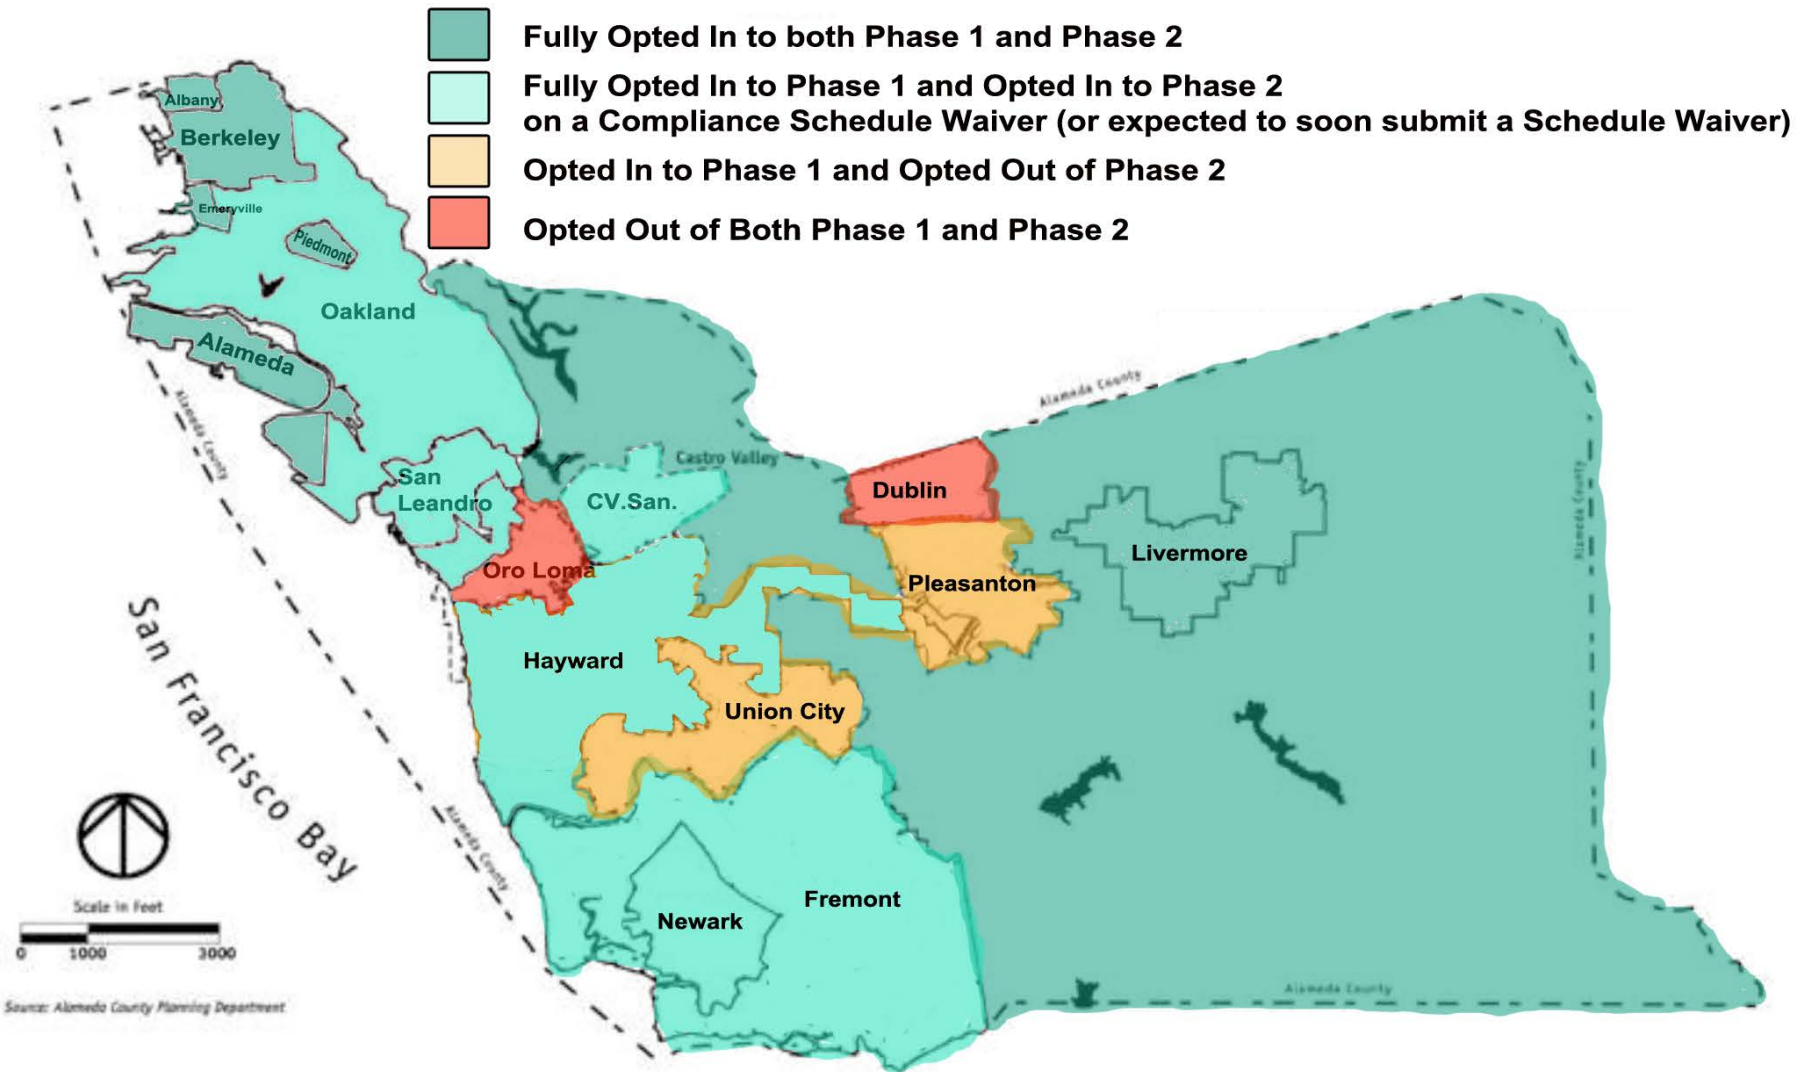 Fully Opted In to both Phase 1 and Phase 2
Fully Opted In to Phase 1 and Opted In to Phase 2
on a Compliance Schedule Waiver (or expected to soon submit a Schedule Waiver)
Opted In to Phase 1 and Opted Out of Phase 2
Opted Out of Both Phase 1 and Phase 2
Albany
Berkeley
Emeryville
Piedmont
Oakland
Alameda
Alameda County
Alameda County
Castro Valley
San
Leandro
CV.San.
Dublin
Alameda County
Livermore
Oro Loma
Pleasanton
Hayward
Union City
San Francisco Bay
Alameda County
Fremont
Newark
Scale in Feet
0 1000 3000
Alameda County
Source: Alameda County Planning Department